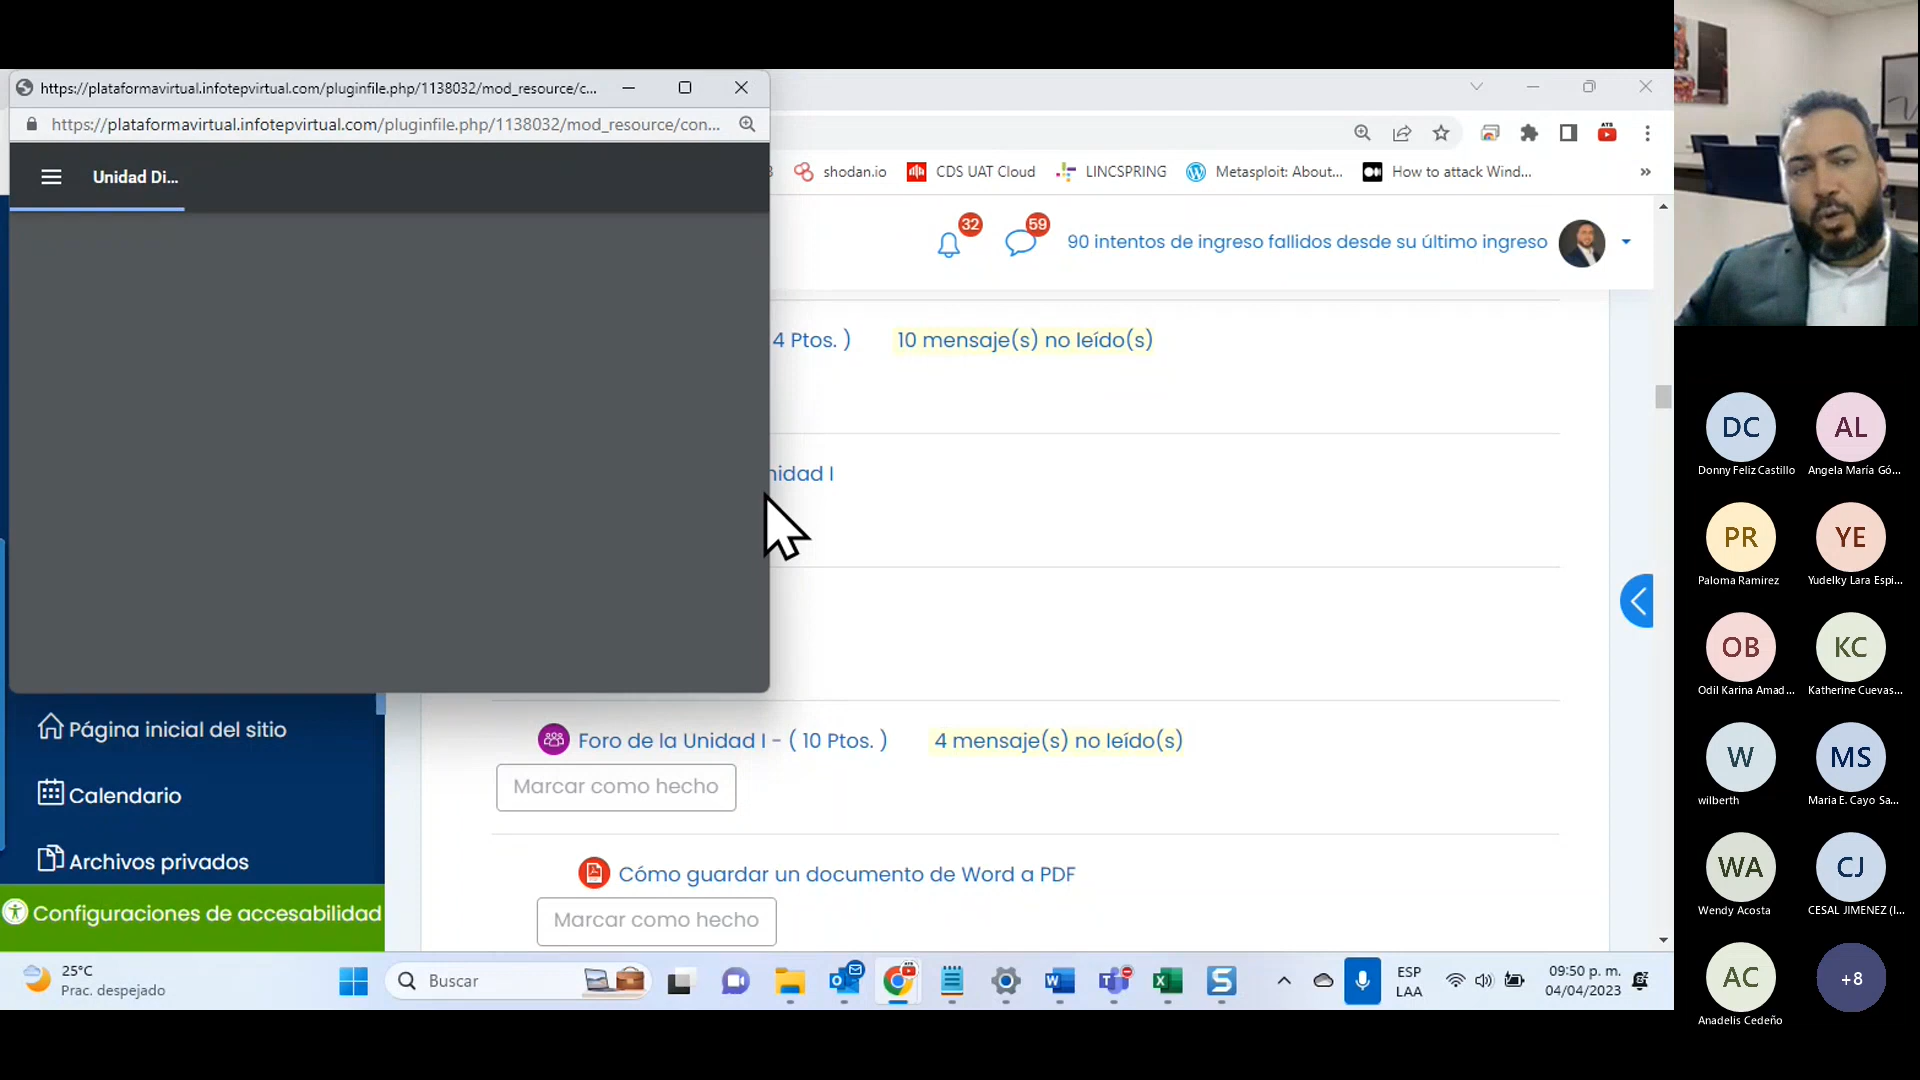 https://plataformavirtual.infotepvirtual.com/pluginfile.php/1138032/mod_resource/c...
https://plataformavirtual.infotepvirtual.com/pluginfile.php/1138032/mod_resource/con...
Unidad Di...
shodan.io
CDS UAT Cloud
LINCSPRING
Metasploit: About...
How to attack Wind...
»
32
59
90 intentos de ingreso fallidos desde su último ingreso
4 Ptos. )
10 mensaje(s) no leído(s)
nidad I
Foro de la Unidad I - ( 10 Ptos. )
4 mensaje(s) no leído(s)
Marcar como hecho
Cómo guardar un documento de Word a PDF
Marcar como hecho
Página inicial del sitio
Calendario
Archivos privados
Configuraciones de accesabilidad
25°C
Prac. despejado
Buscar
ESP
LAA
09:50 p. m.
04/04/2023
DC
Donny Feliz Castillo
AL
Angela María Gó...
PR
Paloma Ramirez
YE
Yudelky Lara Espi...
OB
Odil Karina Amad...
KC
Katherine Cuevas...
W
wilberth
MS
Maria E. Cayo Sa...
WA
Wendy Acosta
CJ
CESAL JIMENEZ (I...
AC
Anadelis Cedeño
+8